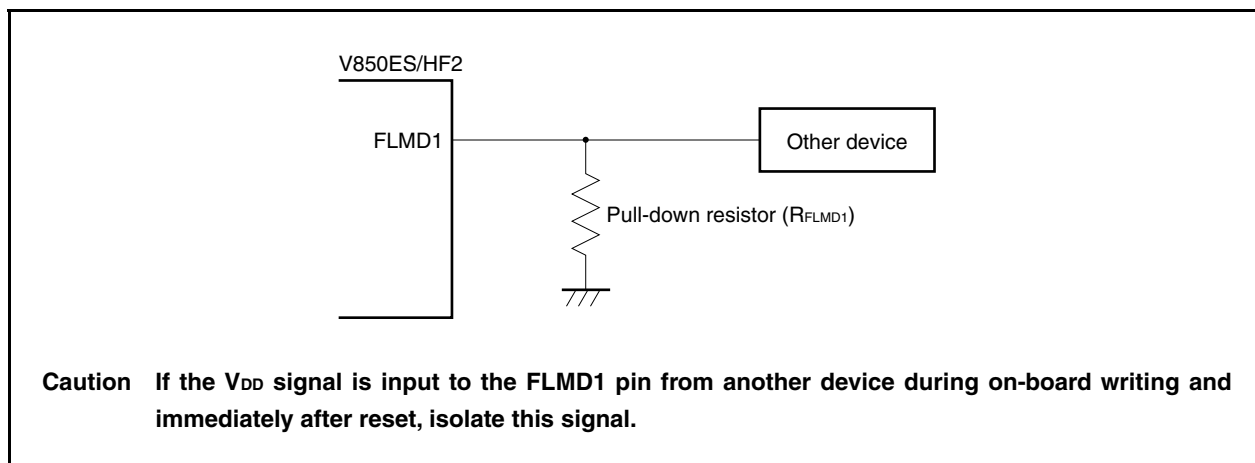 V850ES/HF2
FLMD1
Other device
Pull-down resistor (RFLMD1)
Caution If the VDD signal is input to the FLMD1 pin from another device during on-board writing and
immediately after reset, isolate this signal.